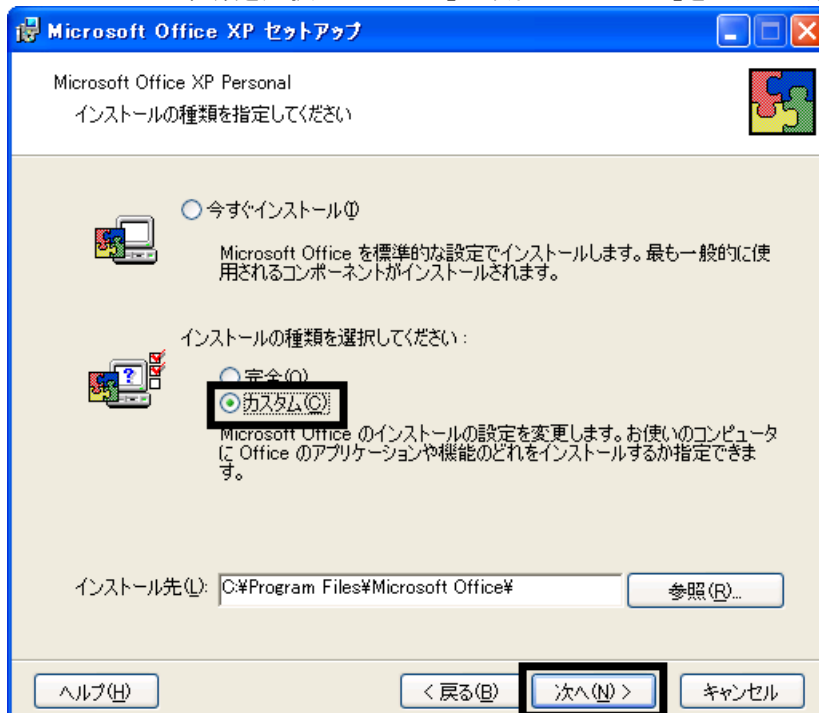 Microsoft Office XP セットアップ
Microsoft Office XP Personal
インストールの種類を指定してください
今すぐインストール(I)
Microsoft Office を標準的な設定でインストールします。最も一般的に使
用されるコンポーネントがインストールされます。
インストールの種類を選択してください:
完全(O)
カスタム(C)
Microsoft Office のインストールの設定を変更します。お使いのコンピュータ
に Office のアプリケーションや機能のどれをインストールするか指定できま
す。
インストール先(L): C:¥Program Files¥Microsoft Office¥ 参照(R)...
ヘルプ(H) < 戻る(B) 次へ(N) > キャンセル